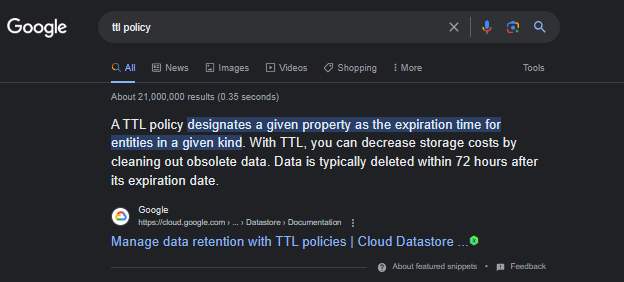 Google
ttl policy
All News Images Videos Shopping More Tools
About 21,000,000 results (0.35 seconds)
A TTL policy designates a given property as the expiration time for
entities in a given kind. With TTL, you can decrease storage costs by
cleaning out obsolete data. Data is typically deleted within 72 hours after
its expiration date.
Google
https://cloud.google.com › ... › Datastore › Documentation
Manage data retention with TTL policies | Cloud Datastore ...
About featured snippets • Feedback